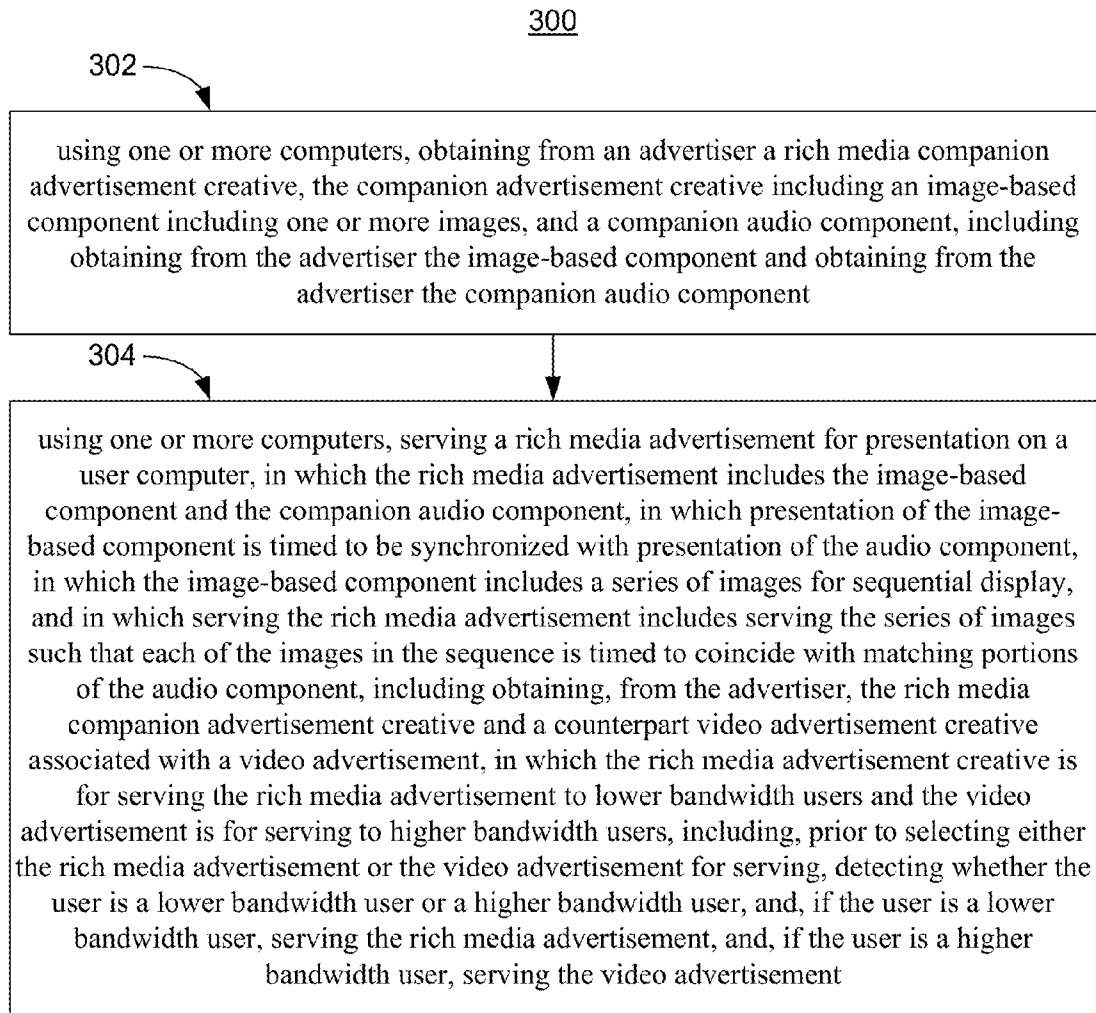 300
302
using one or more computers, obtaining from an advertiser a rich media companion
advertisement creative, the companion advertisement creative including an image-based
component including one or more images, and a companion audio component, including
obtaining from the advertiser the image-based component and obtaining from the
advertiser the companion audio component
304
using one or more computers, serving a rich media advertisement for presentation on a
user computer, in which the rich media advertisement includes the image-based
component and the companion audio component, in which presentation of the image-
based component is timed to be synchronized with presentation of the audio component,
in which the image-based component includes a series of images for sequential display,
and in which serving the rich media advertisement includes serving the series of images
such that each of the images in the sequence is timed to coincide with matching portions
of the audio component, including obtaining, from the advertiser, the rich media
companion advertisement creative and a counterpart video advertisement creative
associated with a video advertisement, in which the rich media advertisement creative is
for serving the rich media advertisement to lower bandwidth users and the video
advertisement is for serving to higher bandwidth users, including, prior to selecting either
the rich media advertisement or the video advertisement for serving, detecting whether the
user is a lower bandwidth user or a higher bandwidth user, and, if the user is a lower
bandwidth user, serving the rich media advertisement, and, if the user is a higher
bandwidth user, serving the video advertisement